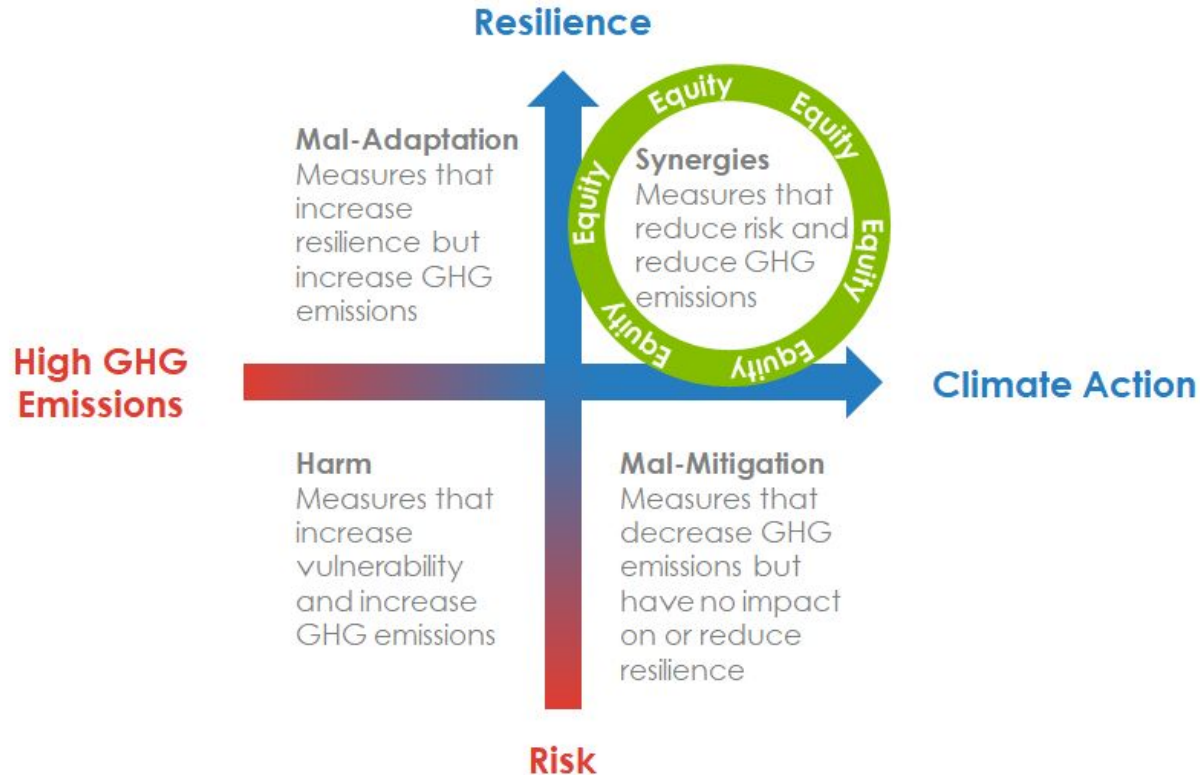 Resilience
Equity
Equity
Equity
Equity
Equity
Equity
Mal-Adaptation
Measures that
increase
resilience but
increase GHG
emissions
Synergies
Measures that
reduce risk and
reduce GHG
emissions
High GHG
Emissions
Climate Action
Harm
Measures that
increase
vulnerability
and increase
GHG emissions
Mal-Mitigation
Measures that
decrease GHG
emissions but
have no impact
on or reduce
resilience
Risk